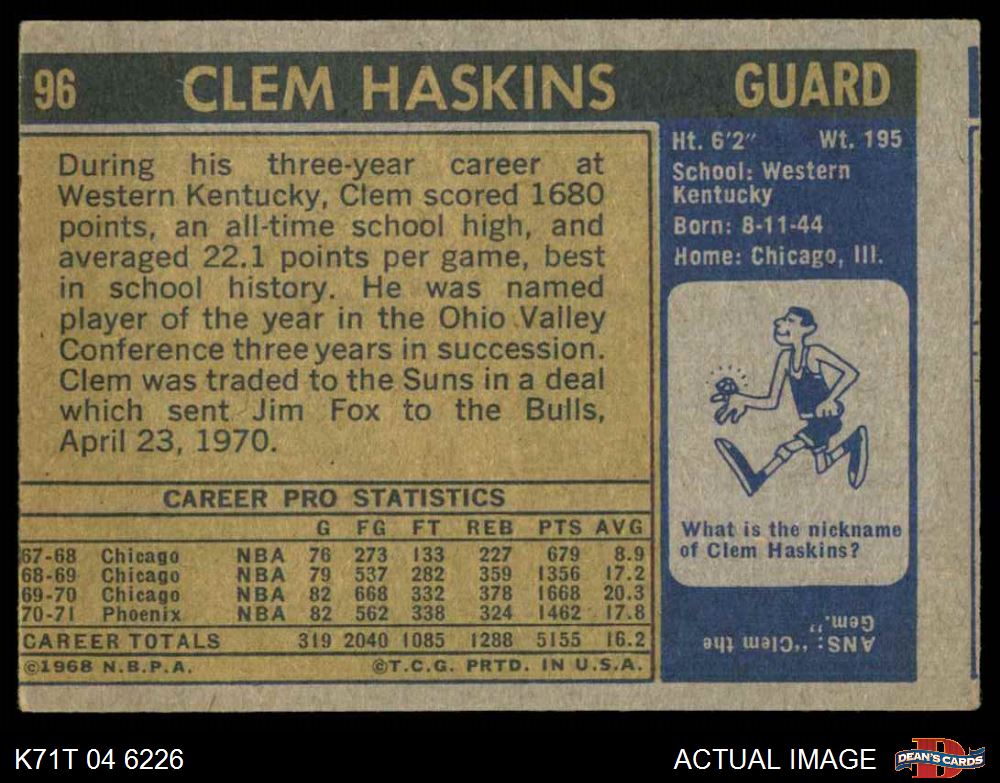 96 CLEM HASKINS GUARD
During his three-year career at
Western Kentucky, Clem scored 1680
points, an all-time school high, and
averaged 22.1 points per game, best
in school history. He was named
player of the year in the Ohio Valley
Conference three years in succession.
Clem was traded to the Suns in a deal
which sent Jim Fox to the Bulls,
April 23, 1970.
CAREER PRO STATISTICS
G FG FT REB PTS AVG
67-68 Chicago NBA 76 273 133 227 679 8.9
68-69 Chicago NBA 79 537 282 359 1356 17.2
69-70 Chicago NBA 82 668 332 378 1668 20.3
70-71 Phoenix NBA 82 562 338 324 1462 17.8
CAREER TOTALS 319 2040 1085 1288 5155 16.2
©1968 N.B.P.A. ©T.C.G. PRTD. IN U.S.A.
Ht. 6'2" Wt. 195
School: Western
Kentucky
Born: 8-11-44
Home: Chicago, Ill.
What is the nickname
of Clem Haskins?
ANS: "Clem the
Gem."
K71T 04 6226
ACTUAL IMAGE
DEAN'S CARDS